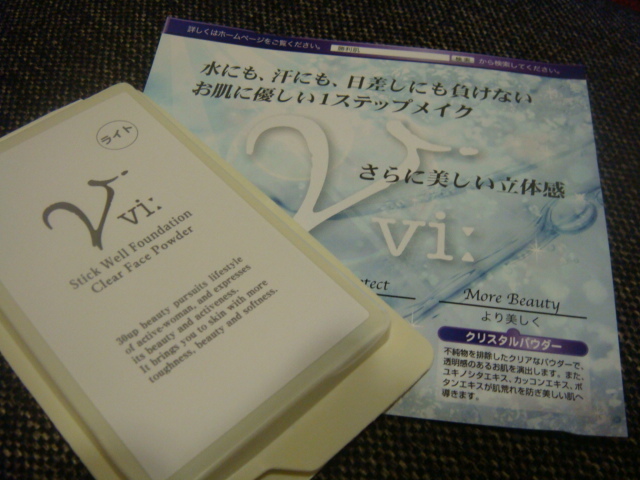 詳しくはホームページをご覧ください。 勝利肌 検索 から検索してください。
水にも、汗にも、日差しにも負けない
お肌に優しい1ステップメイク
さらに美しい立体感
vi:
More Beauty
より美しく
クリスタルパウダー
不純物を排除したクリアなパウダーで、
透明感のあるお肌を演出します。また、
ユキノシタエキス、カッコンエキス、ボ
タンエキスが肌荒れを防ぎ美しい肌へ
導きます。
ライト
vi:
Stick Well Foundation
Clear Face Powder
30up beauty pursuits lifestyle
of active-woman, and expresses
its beauty and activeness.
It brings you to skin with more
toughness, beauty and softness.